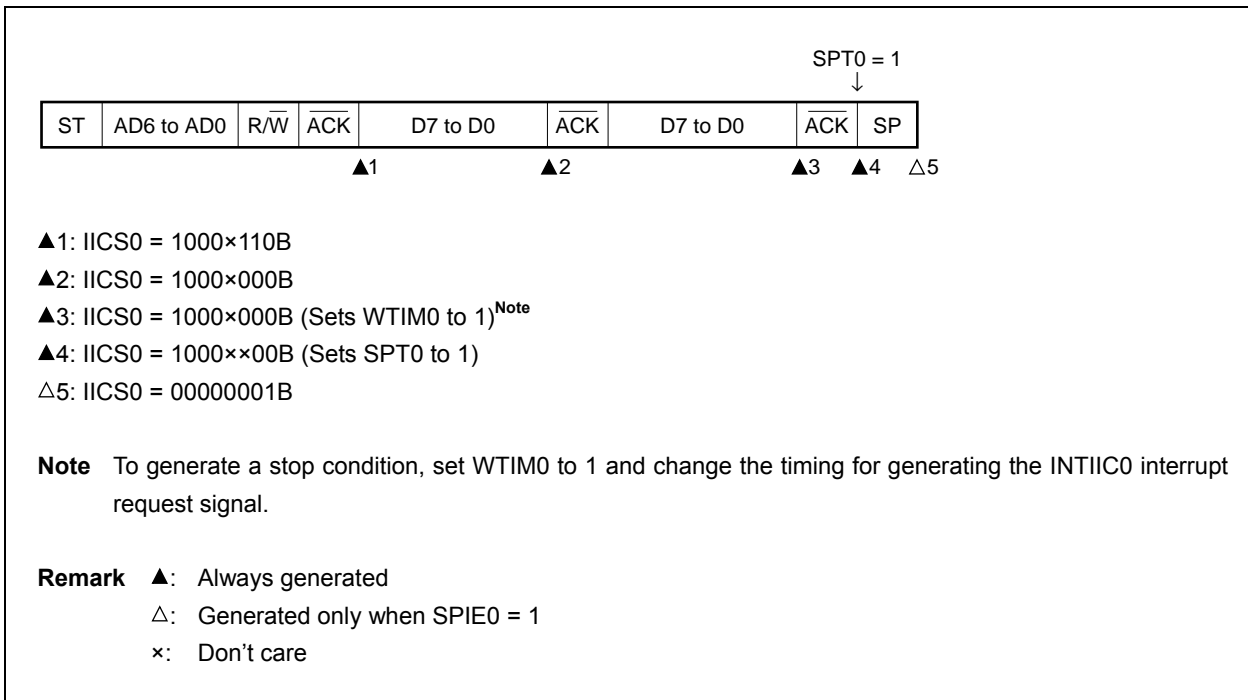 SPT0 = 1
↓
ST AD6 to AD0 R/W̅ A̅C̅K̅ D7 to D0 A̅C̅K̅ D7 to D0 A̅C̅K̅ SP
▲1 ▲2 ▲3 ▲4 △5
▲1: IICS0 = 1000×110B
▲2: IICS0 = 1000×000B
▲3: IICS0 = 1000×000B (Sets WTIM0 to 1)Note
▲4: IICS0 = 1000××00B (Sets SPT0 to 1)
△5: IICS0 = 00000001B
Note To generate a stop condition, set WTIM0 to 1 and change the timing for generating the INTIIC0 interrupt
request signal.
Remark ▲: Always generated
△: Generated only when SPIE0 = 1
×: Don't care